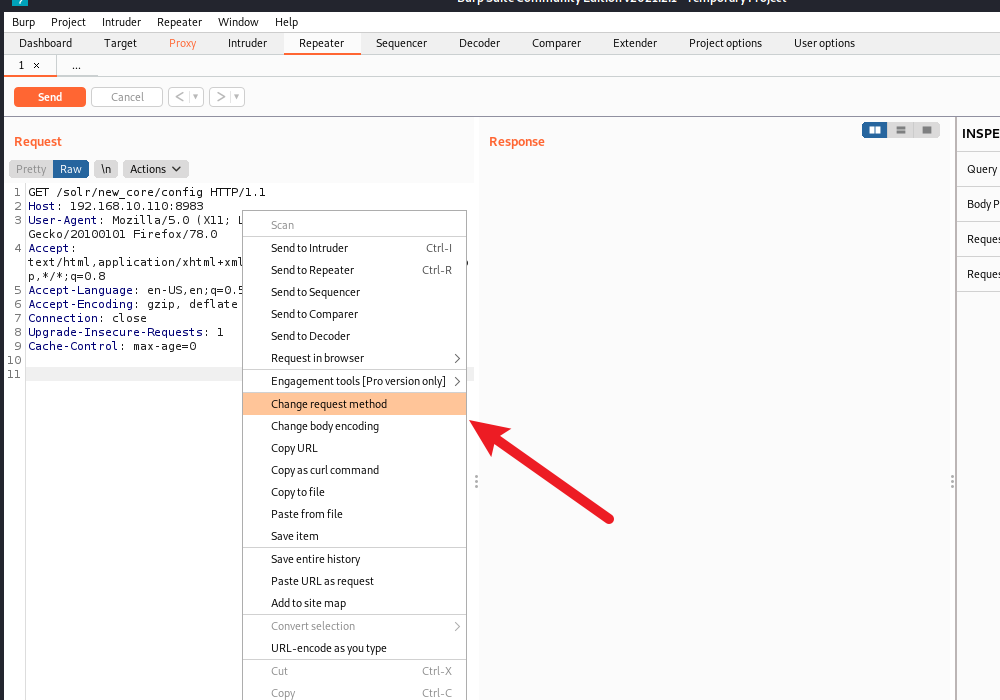 Burp Suite Community Edition v2021.2.1 - Temporary Project
Burp Project Intruder Repeater Window Help
Dashboard Target Proxy Intruder Repeater Sequencer Decoder Comparer Extender Project options User options
1 × ...
Send Cancel < > 
Request
Response
INSPE
Pretty Raw \n Actions
Query
Body P
Reques
Reques
1 GET /solr/new_core/config HTTP/1.1
2 Host: 192.168.10.110:8983
3 User-Agent: Mozilla/5.0 (X11; L
Gecko/20100101 Firefox/78.0
4 Accept:
text/html,application/xhtml+xml
p,*/*;q=0.8
5 Accept-Language: en-US,en;q=0.5
6 Accept-Encoding: gzip, deflate
7 Connection: close
8 Upgrade-Insecure-Requests: 1
9 Cache-Control: max-age=0
10
11
Scan
Send to Intruder Ctrl-I
Send to Repeater Ctrl-R
Send to Sequencer
Send to Comparer
Send to Decoder
Request in browser
Engagement tools [Pro version only]
Change request method
Change body encoding
Copy URL
Copy as curl command
Copy to file
Paste from file
Save item
Save entire history
Paste URL as request
Add to site map
Convert selection
URL-encode as you type
Cut Ctrl-X
Copy Ctrl-C